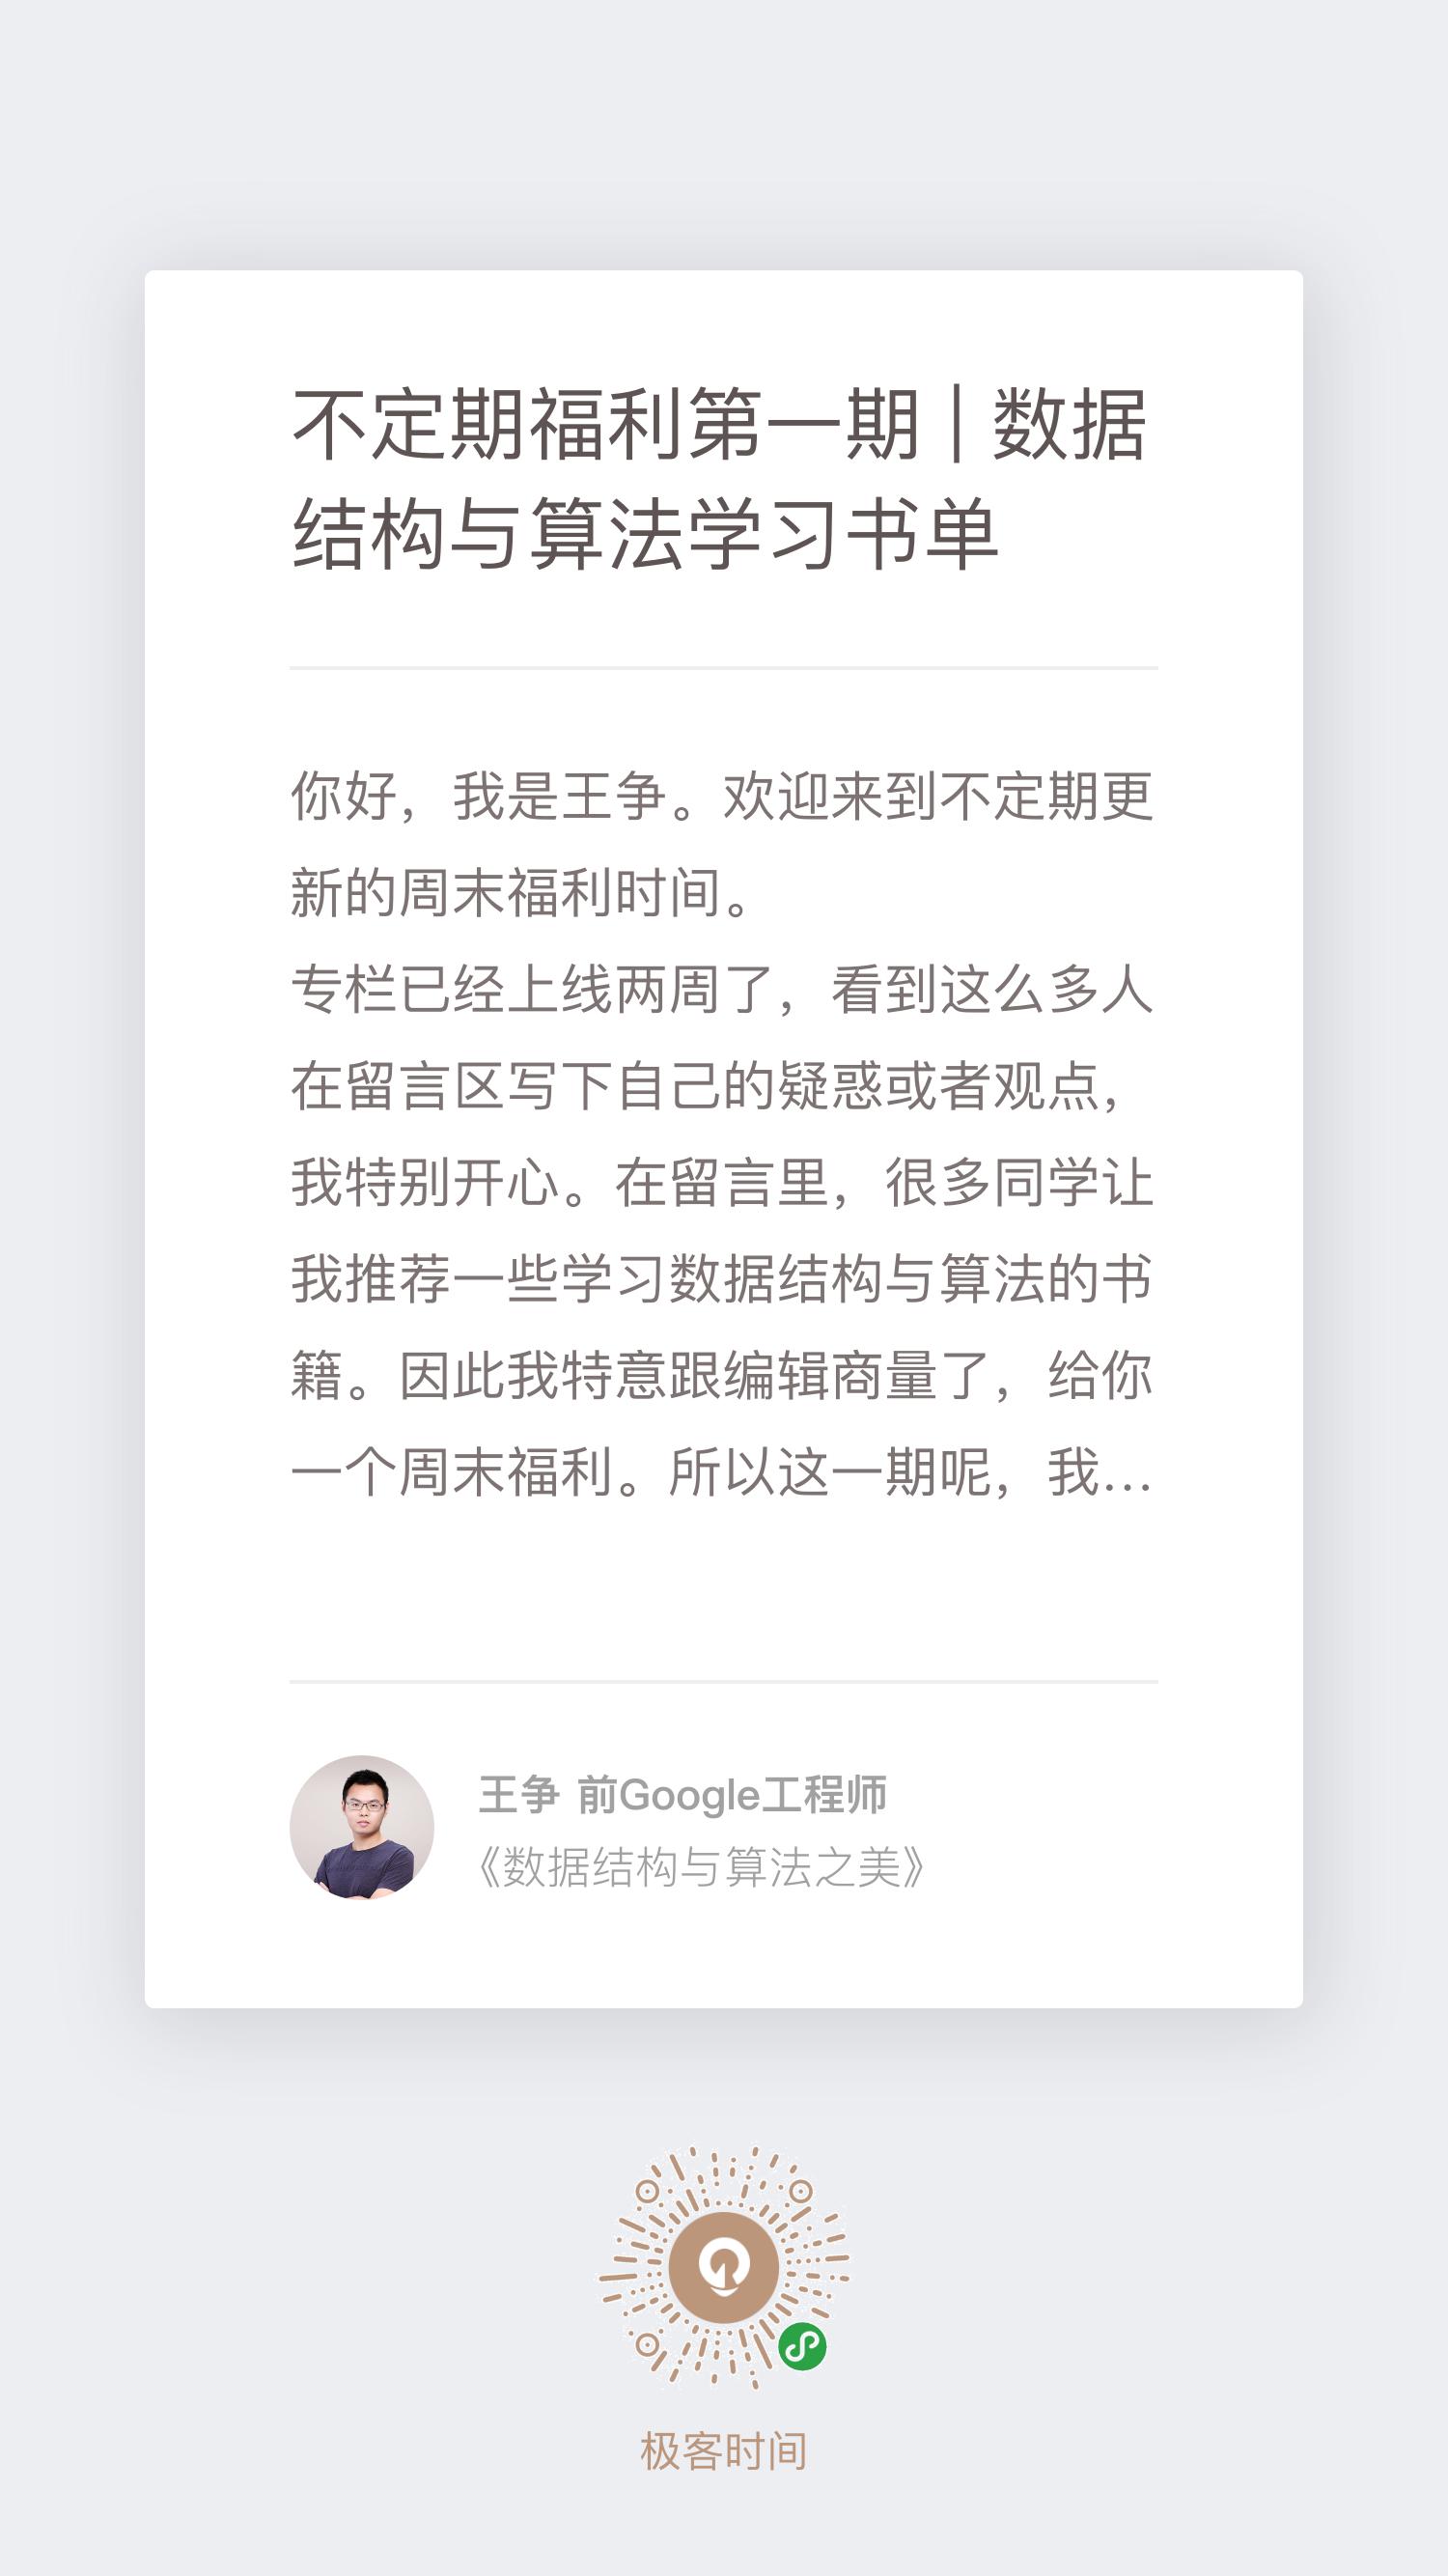 不定期福利第一期 | 数据
结构与算法学习书单
你好，我是王争。欢迎来到不定期更
新的周末福利时间。
专栏已经上线两周了，看到这么多人
在留言区写下自己的疑惑或者观点，
我特别开心。在留言里，很多同学让
我推荐一些学习数据结构与算法的书
籍。因此我特意跟编辑商量了，给你
一个周末福利。所以这一期呢，我…
王争 前Google工程师
《数据结构与算法之美》
极客时间